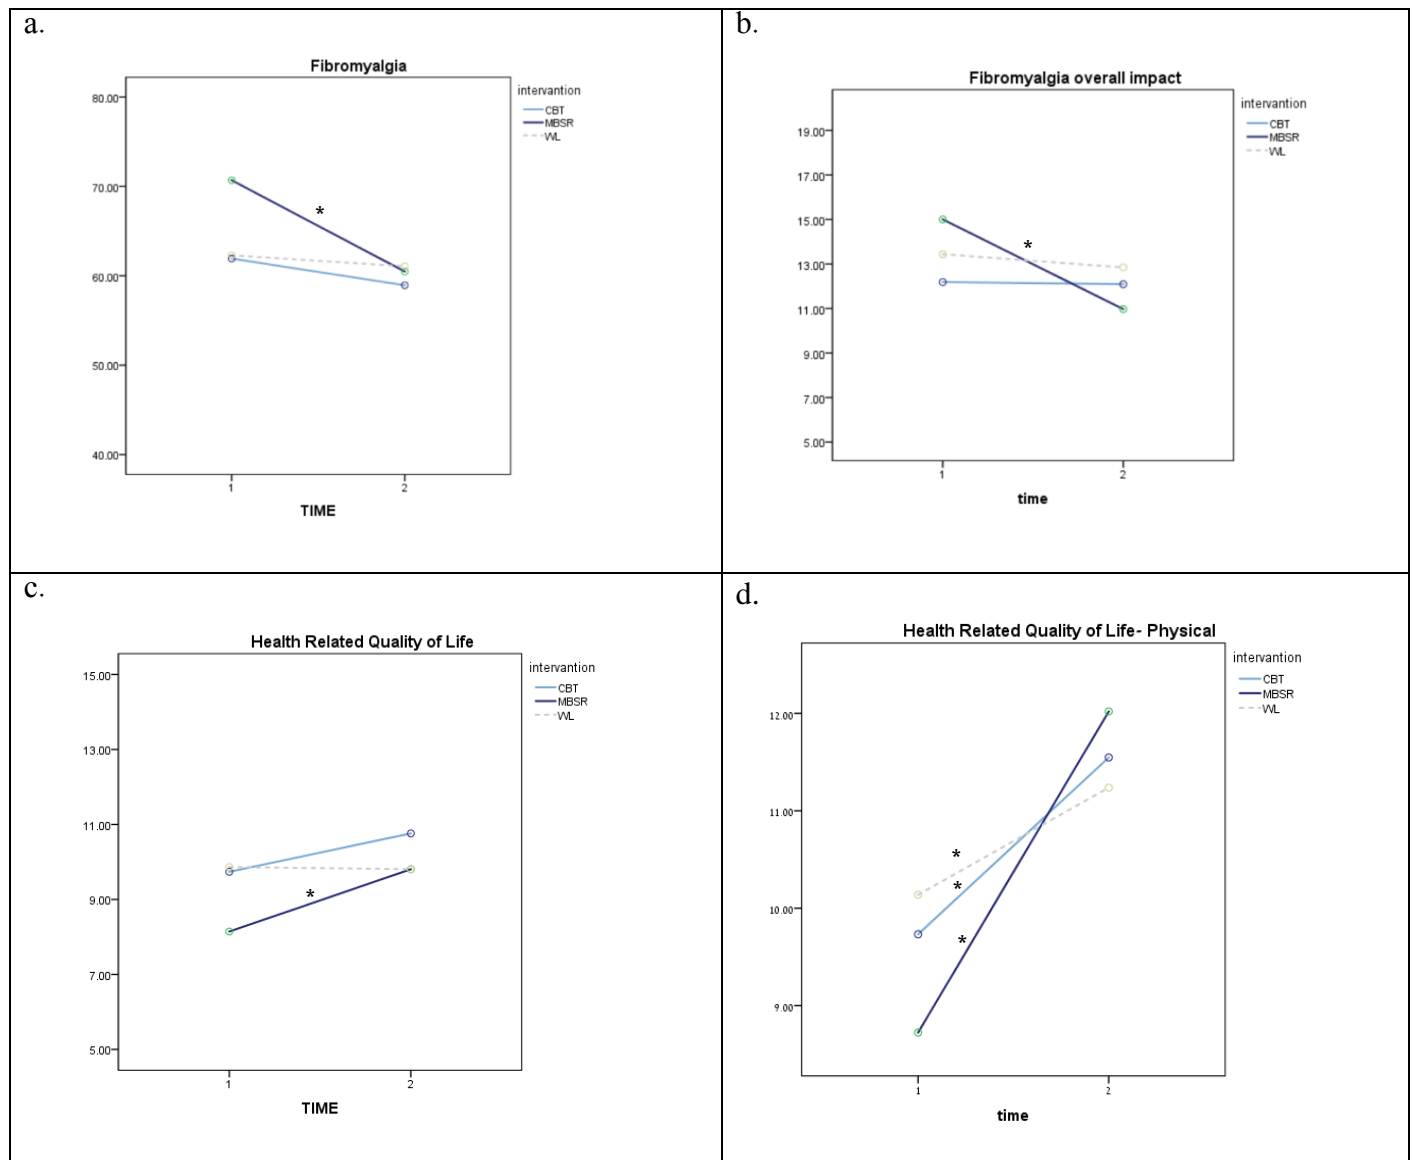 a.
Fibromyalgia
80.00
70.00
60.00
50.00
40.00
1 2
TIME
intervantion
CBT
MBSR
WL
*
b.
Fibromyalgia overall impact
19.00
17.00
15.00
13.00
11.00
9.00
7.00
5.00
1 2
time
intervantion
CBT
MBSR
WL
*
c.
Health Related Quality of Life
15.00
13.00
11.00
9.00
7.00
5.00
1 2
TIME
intervantion
CBT
MBSR
WL
*
d.
Health Related Quality of Life- Physical
12.00
11.00
10.00
9.00
1 2
time
intervantion
CBT
MBSR
WL
*
*
*